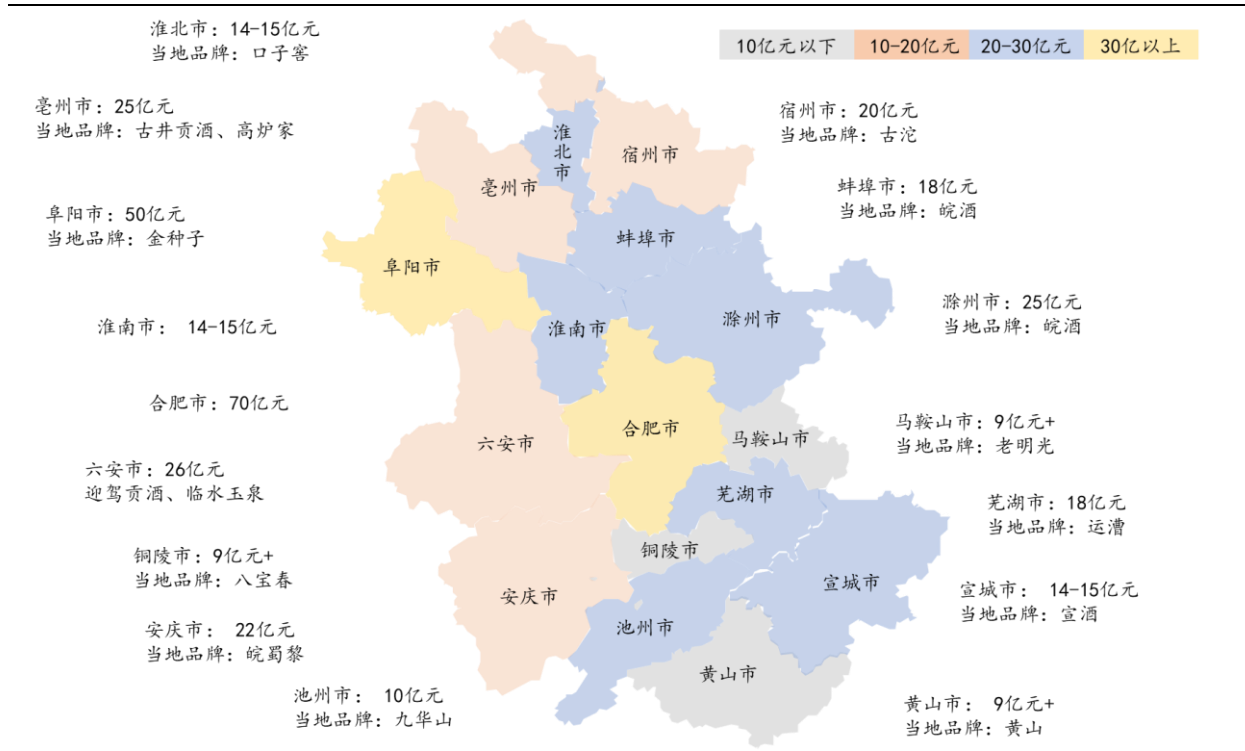 10亿元以下 10-20亿元 20-30亿元 30亿以上
淮北市：14-15亿元
当地品牌：口子窖
亳州市：25亿元
当地品牌：古井贡酒、高炉家
阜阳市：50亿元
当地品牌：金种子
淮南市： 14-15亿元
合肥市：70亿元
六安市：26亿元
迎驾贡酒、临水玉泉
铜陵市：9亿元+
当地品牌：八宝春
安庆市： 22亿元
当地品牌：皖蜀黎
池州市： 10亿元
当地品牌：九华山
宿州市：20亿元
当地品牌：古沱
蚌埠市：18亿元
当地品牌：皖酒
滁州市：25亿元
当地品牌：皖酒
马鞍山市：9亿元+
当地品牌：老明光
芜湖市：18亿元
当地品牌：运漕
宣城市： 14-15亿元
当地品牌：宣酒
黄山市： 9亿元+
当地品牌：黄山
淮北市
宿州市
亳州市
蚌埠市
阜阳市
滁州市
淮南市
合肥市
马鞍山市
六安市
芜湖市
铜陵市
宣城市
安庆市
池州市
黄山市